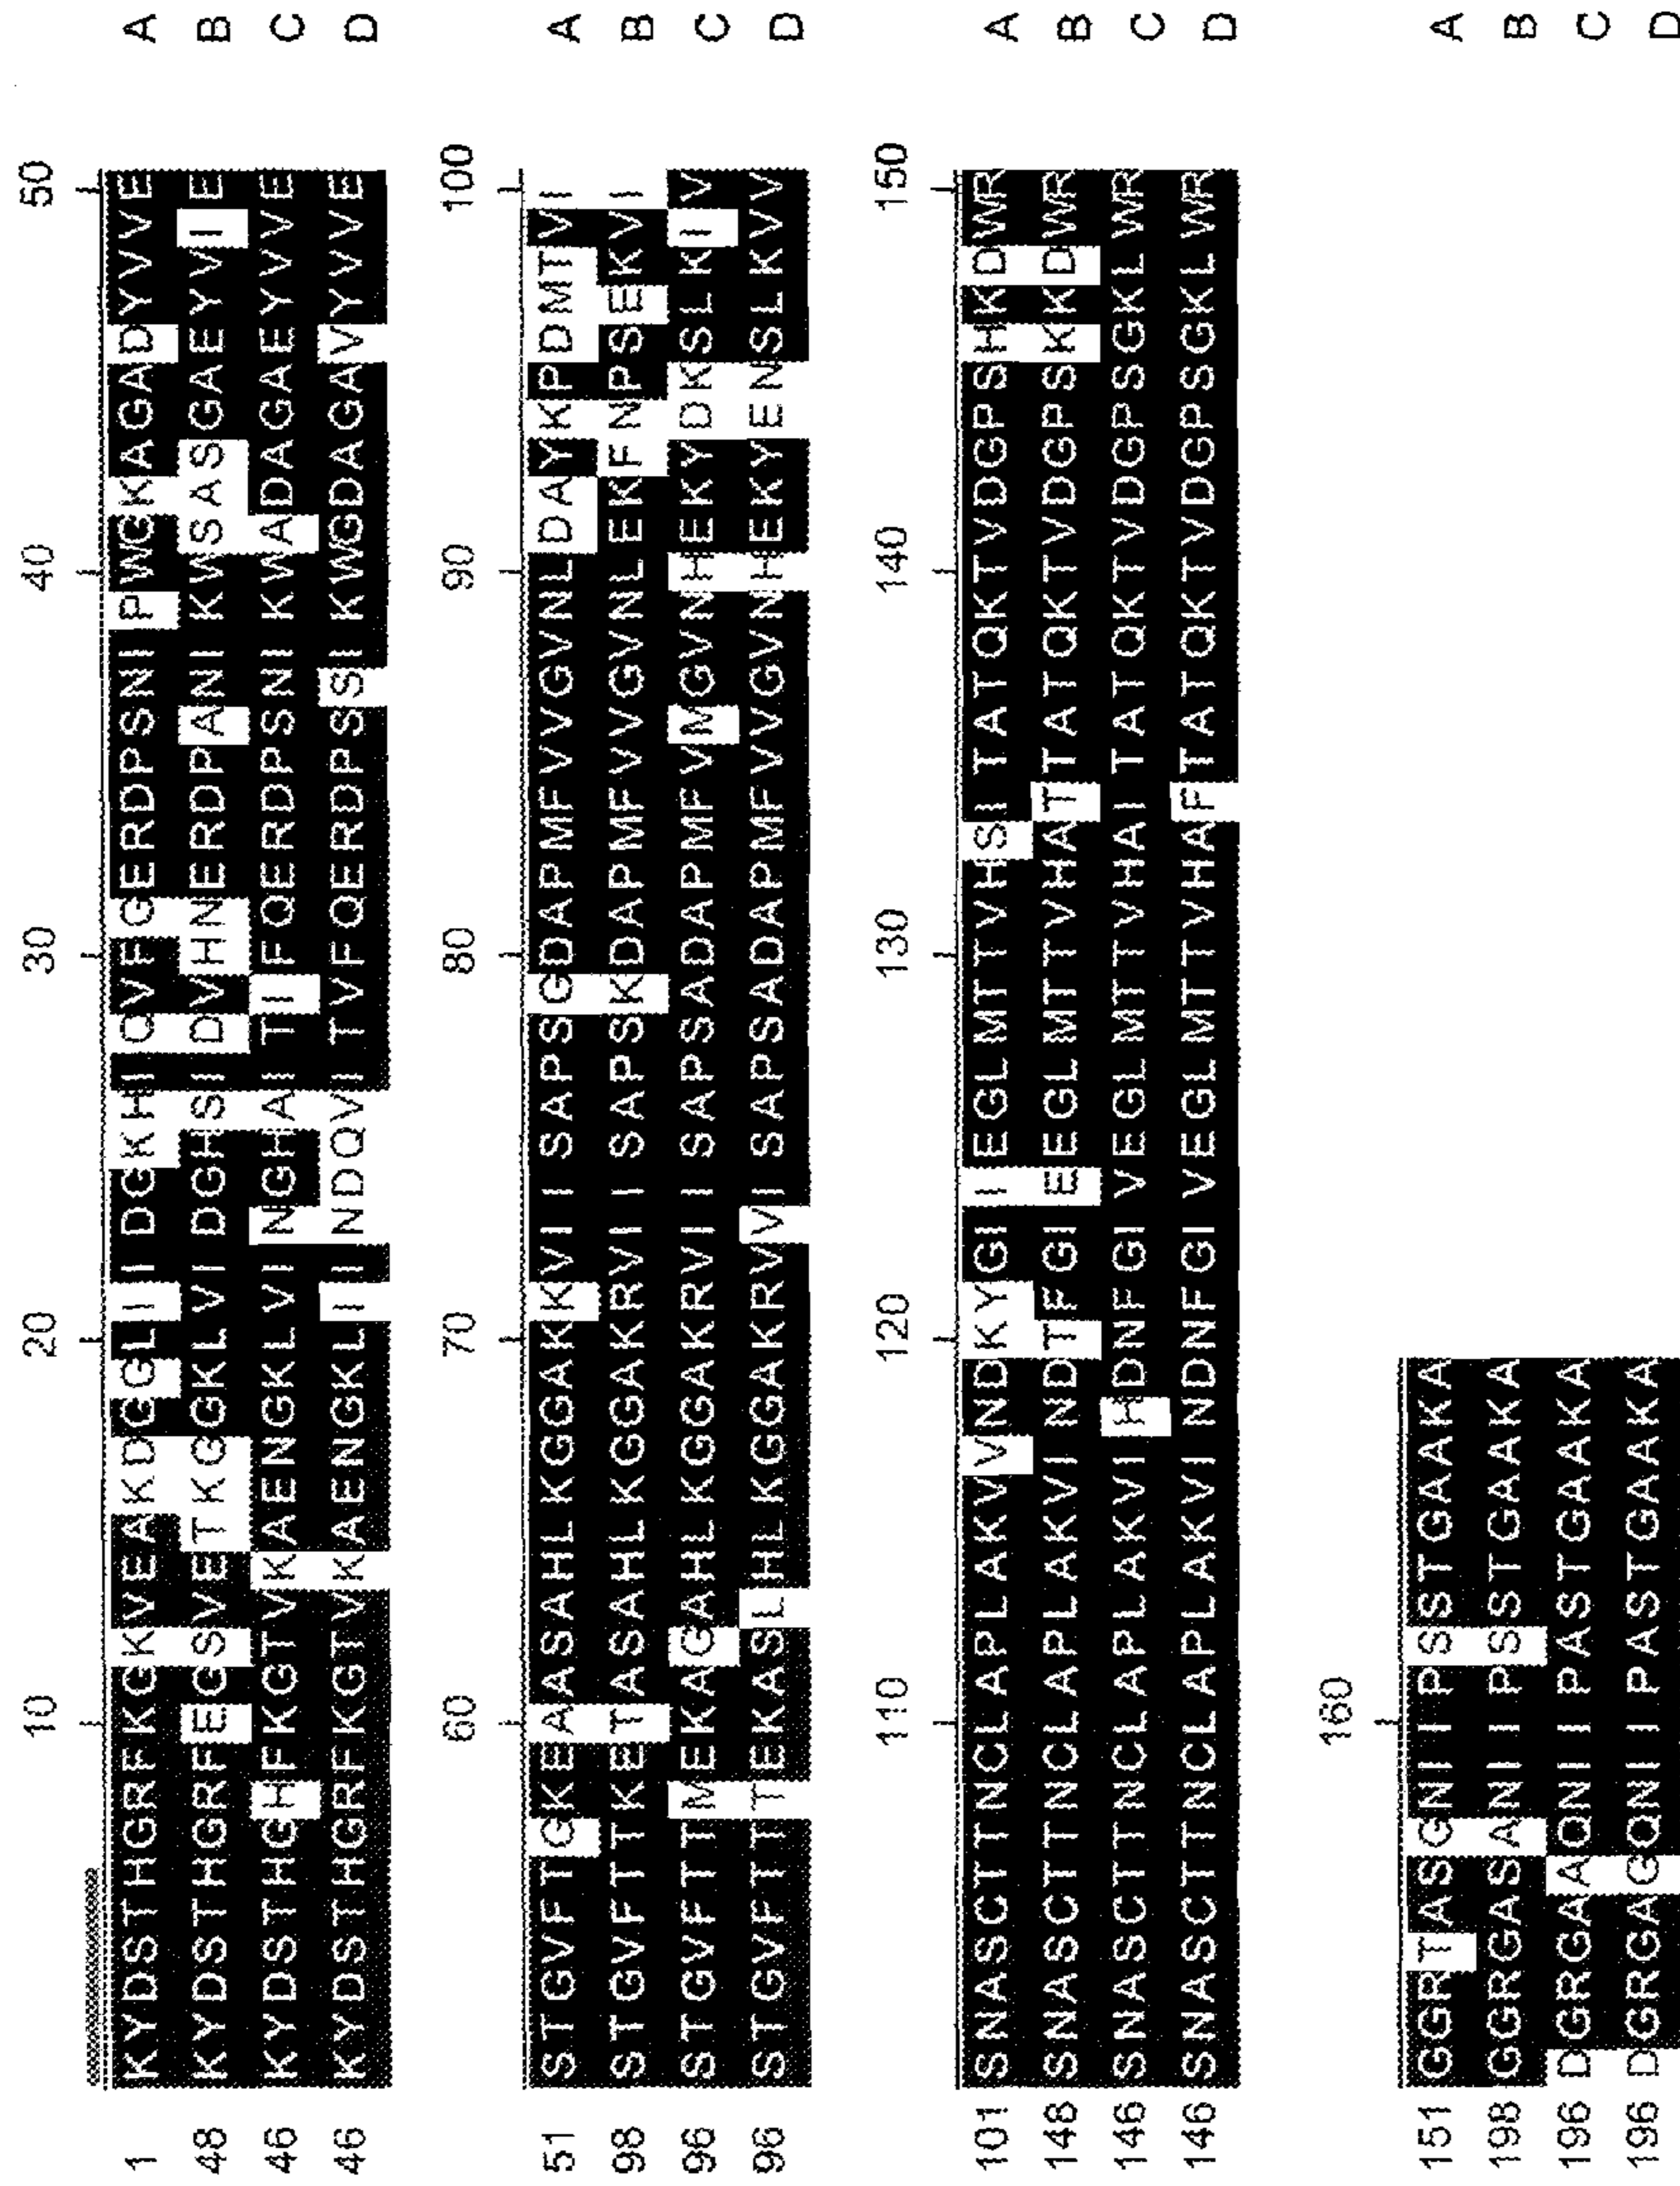 10 20 30 40 50
1 KYDSTHGRFKGKVEAKDGGLIIDGKHIQVFGERDPSNIPWGKAGADYVVE A
48 KYDSTHGRFEGSVETKGGKLVIDGHSIDVHNERDPANIKWSASGAEYVIE B
46 KYDSTHGHFKGTVKAENGKLVINGHAITIFQERDPSNIKWADAGAEYVVE C
46 KYDSTHGRFKGTVKAENGKLIINDQVITVFQERDPSSIKWGDAGAVYVVE D
60 70 80 90 100
51 STGVFTGKEAASAHLKGGAKKVIISAPSGDAPMFVVGVNLDAYKPDMTVI A
98 STGVFTTKETASAHLKGGAKRVIISAPSKDAPMFVVGVNLEKFNPSEKVI B
96 STGVFTTMEKAGAHLKGGAKRVIISAPSADAPMFVMGVNHEKYDKSLKIV C
96 STGVFTTTEKASLHLKGGAKRVVISAPSADAPMFVVGVNHEKYENSLKVV D
110 120 130 140 150
101 SNASCTTNCLAPLAKVVNDKYGIIEGLMTTVHSITATQKTVDGPSHKDWR A
148 SNASCTTNCLAPLAKVINDTFGIEEGLMTTVHATTATQKTVDGPSKKDWR B
146 SNASCTTNCLAPLAKVIHDNFGIVEGLMTTVHAITATQKTVDGPSGKLWR C
146 SNASCTTNCLAPLAKVINDNFGIVEGLMTTVHAFTATQKTVDGPSGKLWR D
160
151 GGRTASGNIIPSSTGAAKA A
198 GGRGASANIIPSSTGAAKA B
196 DGRGAAQNIIPASTGAAKA C
196 DGRGAGQNIIPASTGAAKA D